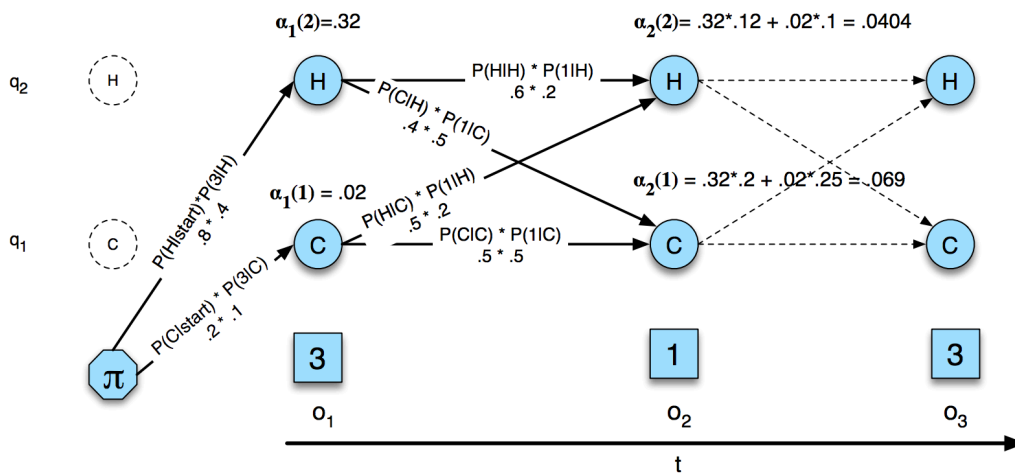 α₁(2)=.32
α₂(2)= .32*.12 + .02*.1 = .0404
q₂
H
H
P(H|H) * P(1|H)
.6 * .2
H
H
P(C|H) * P(1|C)
.4 * .5
P(H|start)*P(3|H)
.8 * .4
α₁(1) = .02
P(H|C) * P(1|H)
.5 * .2
α₂(1) = .32*.2 + .02*.25 = .069
q₁
C
C
P(C|C) * P(1|C)
.5 * .5
C
C
P(C|start) * P(3|C)
.2 * .1
π
3
1
3
o₁
o₂
o₃
t